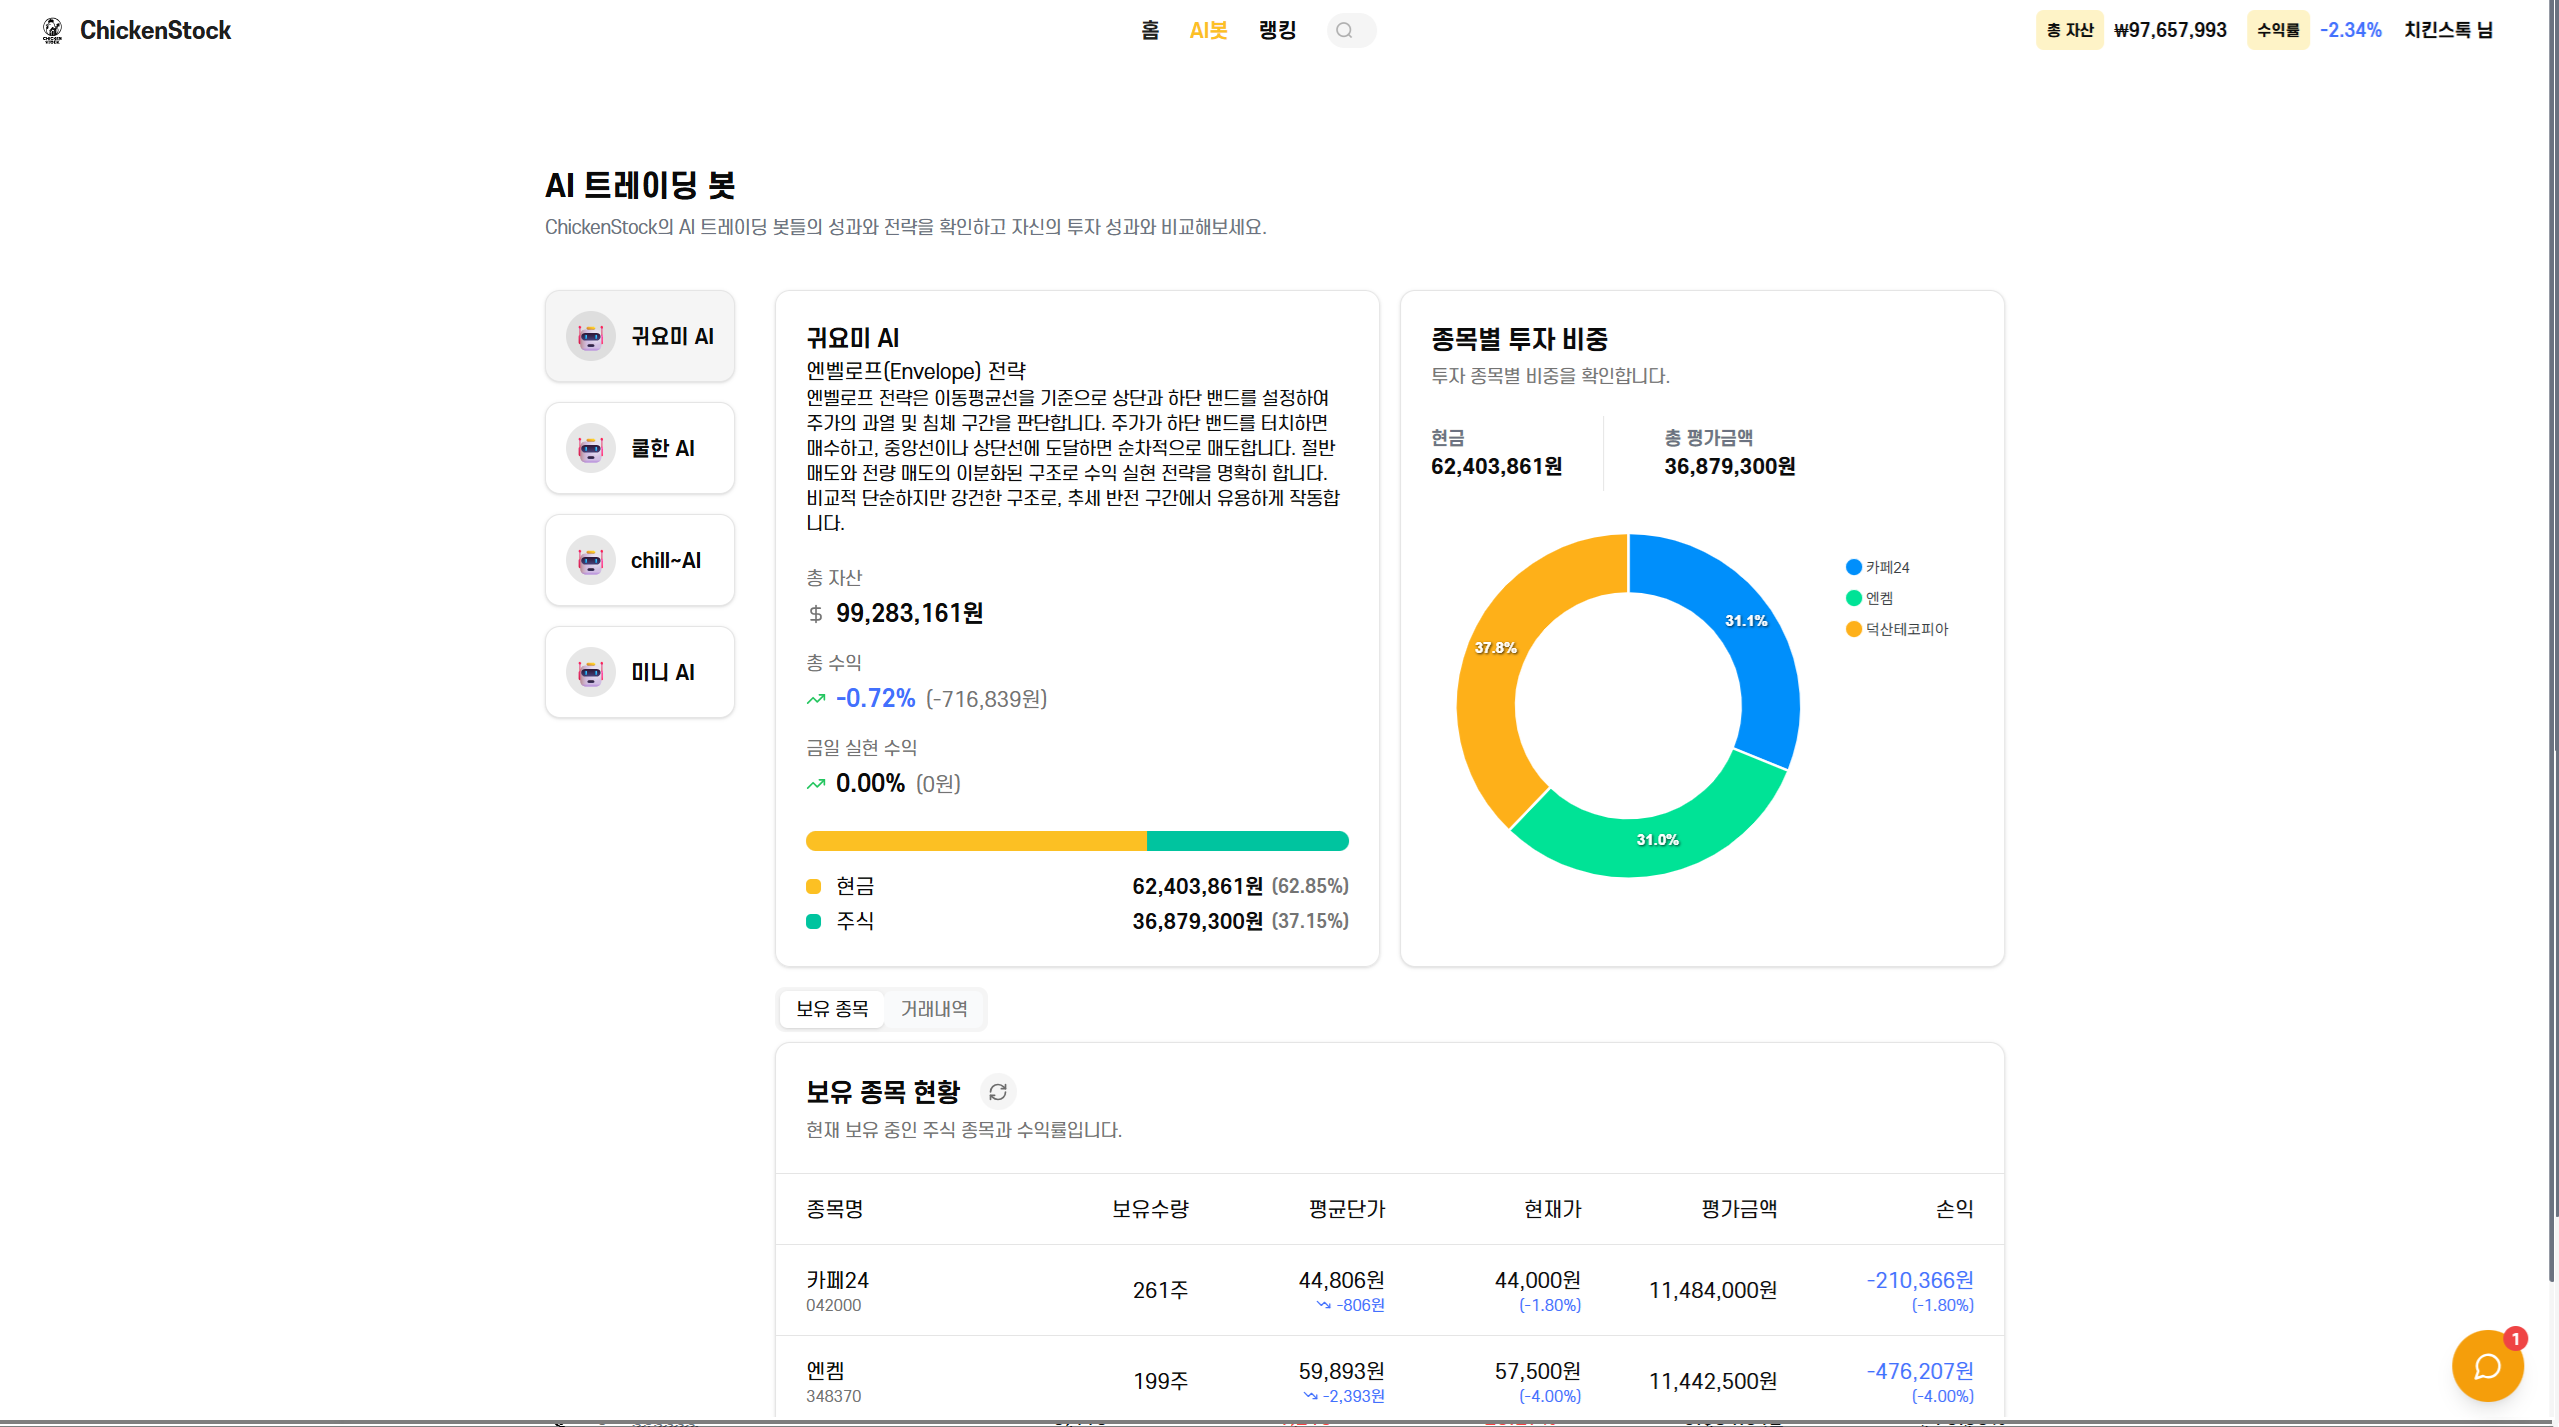 ChickenStock
홈 AI봇 랭킹
총 자산 ₩97,657,993 수익률 -2.34% 치킨스톡 님
AI 트레이딩 봇
ChickenStock의 AI 트레이딩 봇들의 성과와 전략을 확인하고 자신의 투자 성과와 비교해보세요.
귀요미 AI
쿨한 AI
chill~AI
미니 AI
귀요미 AI
엔벨로프(Envelope) 전략
엔벨로프 전략은 이동평균선을 기준으로 상단과 하단 밴드를 설정하여
주가의 과열 및 침체 구간을 판단합니다. 주가가 하단 밴드를 터치하면
매수하고, 중앙선이나 상단선에 도달하면 순차적으로 매도합니다. 절반
매도와 전량 매도의 이분화된 구조로 수익 실현 전략을 명확히 합니다.
비교적 단순하지만 강건한 구조로, 추세 반전 구간에서 유용하게 작동합
니다.
총 자산
$ 99,283,161원
총 수익
-0.72% (-716,839원)
금일 실현 수익
0.00% (0원)
현금 62,403,861원 (62.85%)
주식 36,879,300원 (37.15%)
종목별 투자 비중
투자 종목별 비중을 확인합니다.
현금 총 평가금액
62,403,861원 36,879,300원
31.1%
37.8%
31.0%
카페24
엔켐
덕산테코피아
보유 종목 거래내역
보유 종목 현황
현재 보유 중인 주식 종목과 수익률입니다.
종목명 보유수량 평균단가 현재가 평가금액 손익
카페24 261주 44,806원 44,000원 11,484,000원 -210,366원
042000 -806원 (-1.80%) (-1.80%)
엔켐 199주 59,893원 57,500원 11,442,500원 -476,207원
348370 -2,393원 (-4.00%) (-4.00%)
1